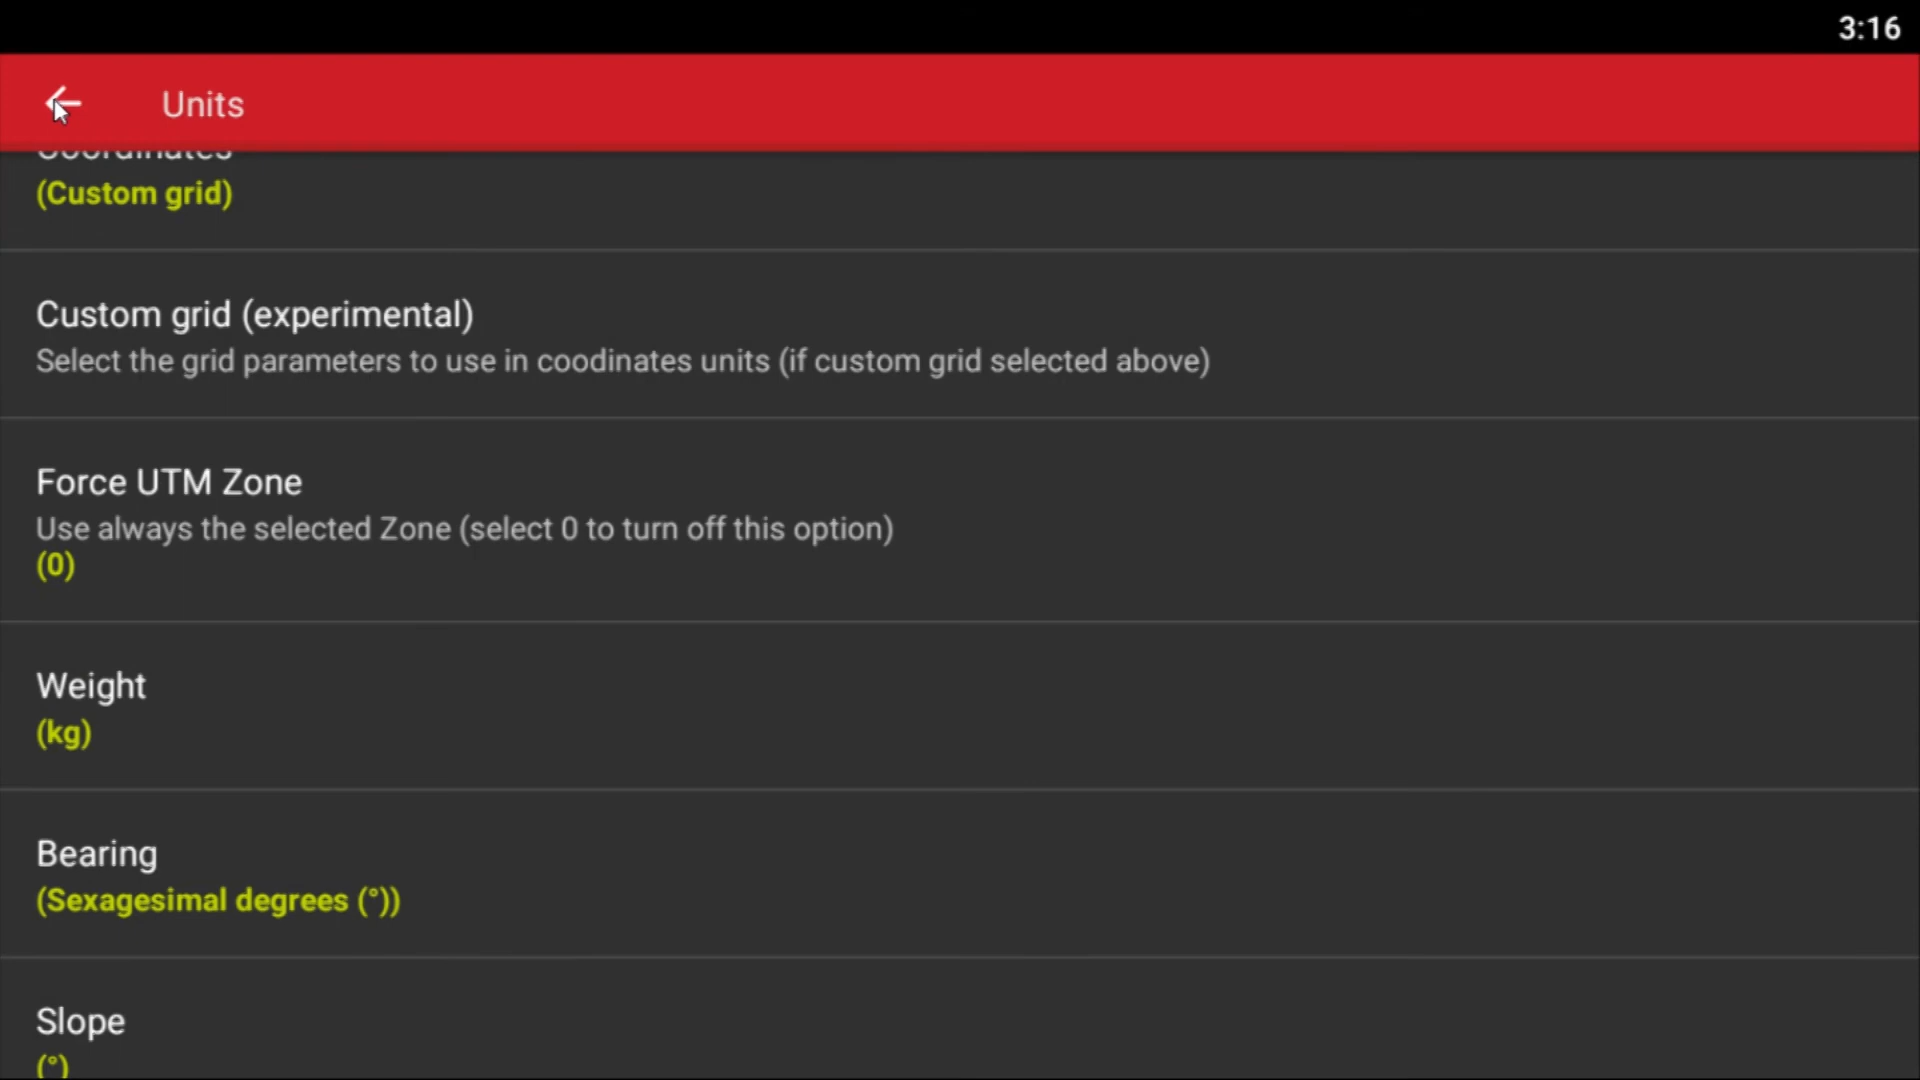 3:16
Units
Coordinates
(Custom grid)
Custom grid (experimental)
Select the grid parameters to use in coodinates units (if custom grid selected above)
Force UTM Zone
Use always the selected Zone (select 0 to turn off this option)
(0)
Weight
(kg)
Bearing
(Sexagesimal degrees (°))
Slope
(°)